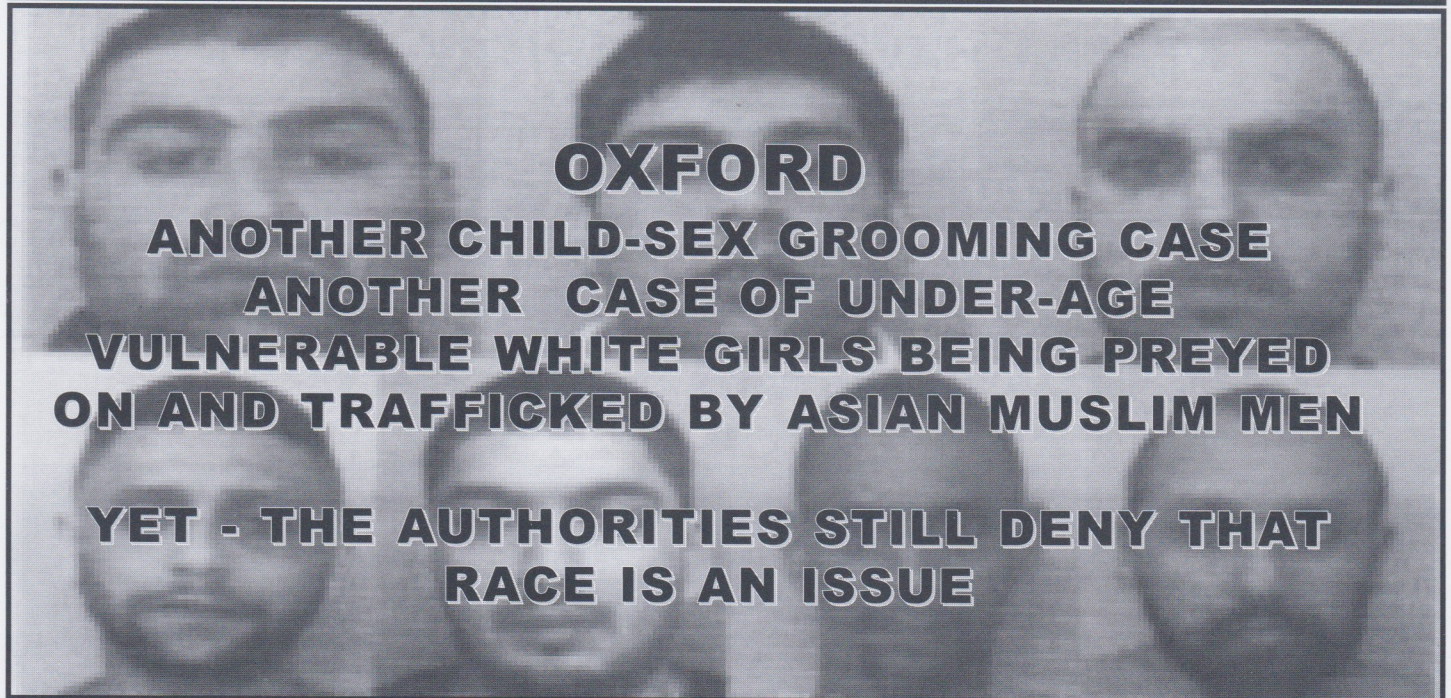 OXFORD
ANOTHER CHILD-SEX GROOMING CASE
ANOTHER CASE OF UNDER-AGE
VULNERABLE WHITE GIRLS BEING PREYED
ON AND TRAFFICKED BY ASIAN MUSLIM MEN
YET - THE AUTHORITIES STILL DENY THAT
RACE IS AN ISSUE